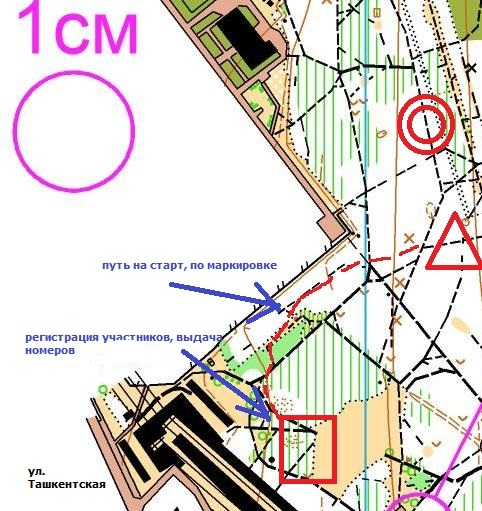 1см
путь на старт, по маркировке
регистрация участников, выдача
номеров
ул.
Ташкентская